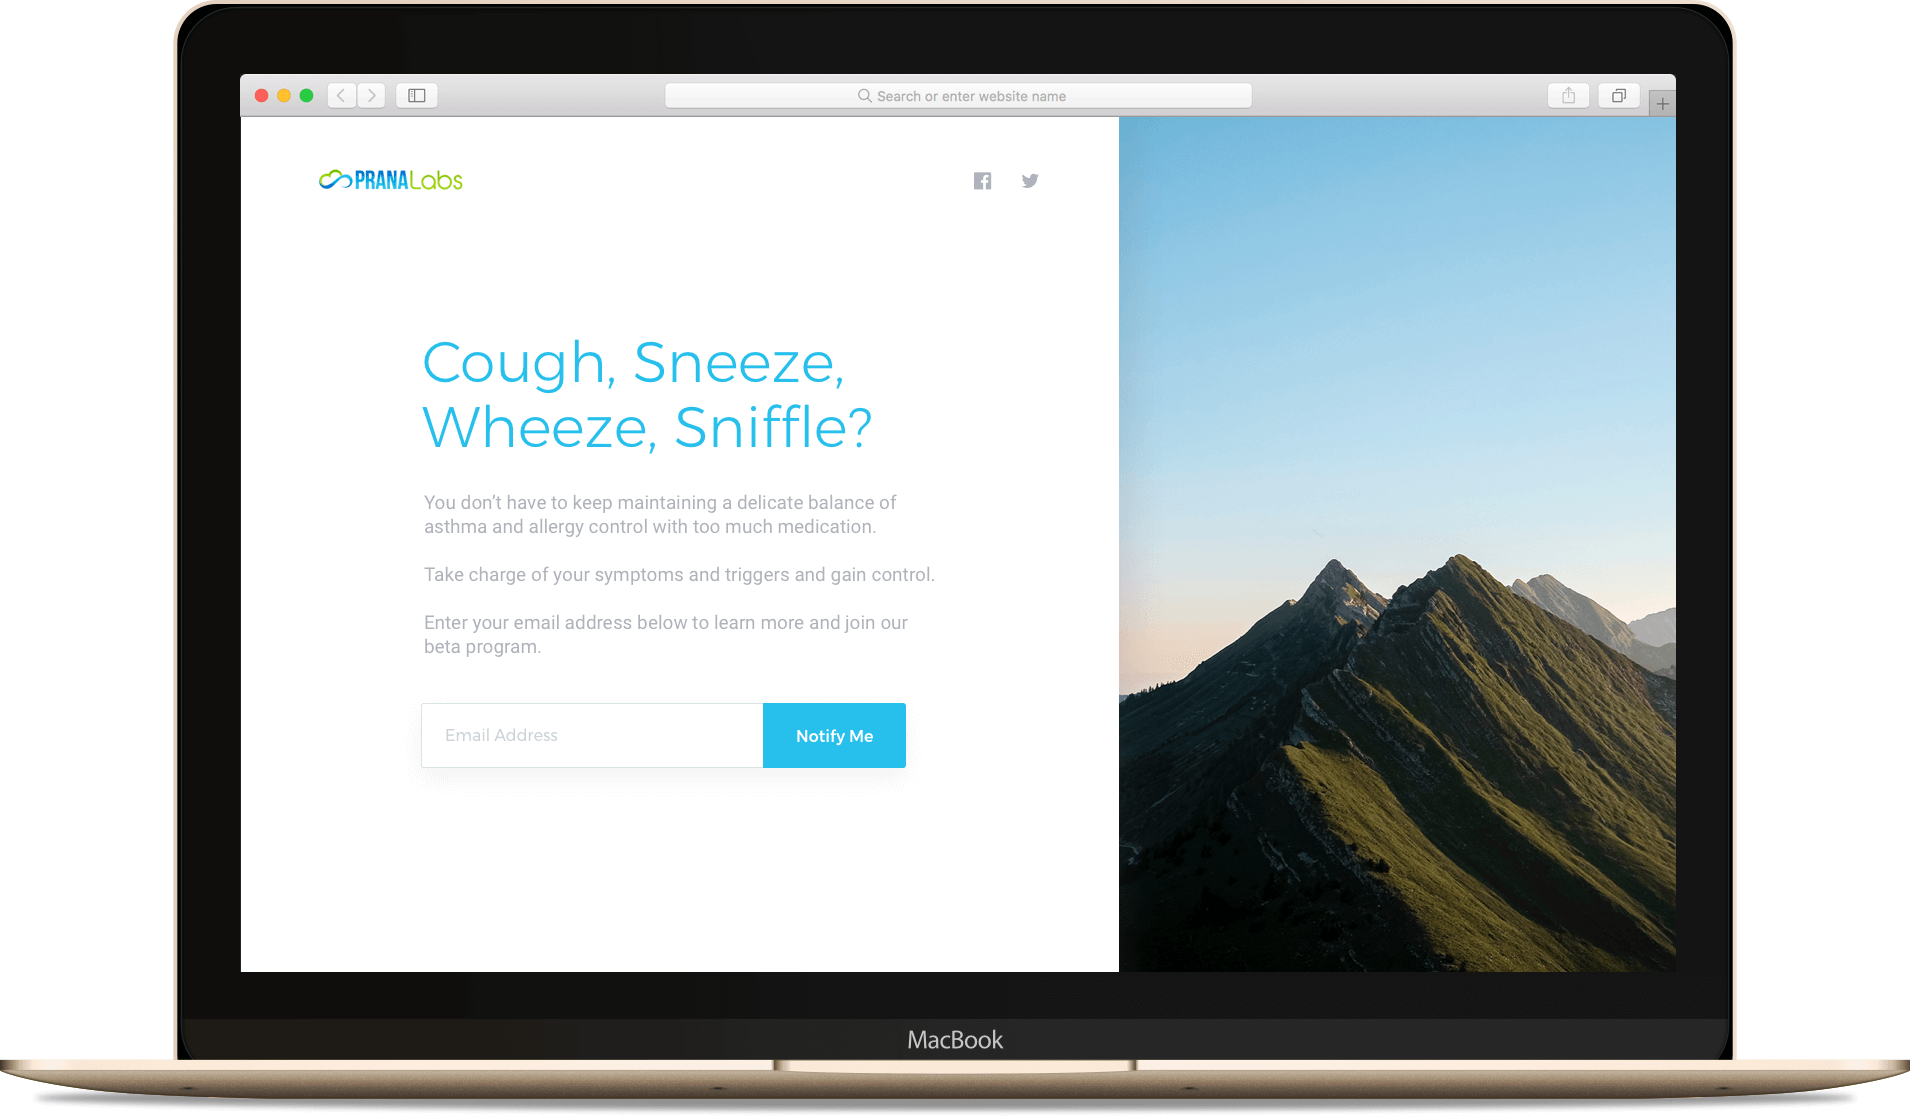 Search or enter website name
PRANALabs
Cough, Sneeze,
Wheeze, Sniffle?
You don’t have to keep maintaining a delicate balance of
asthma and allergy control with too much medication.
Take charge of your symptoms and triggers and gain control.
Enter your email address below to learn more and join our
beta program.
Email Address
Notify Me
MacBook